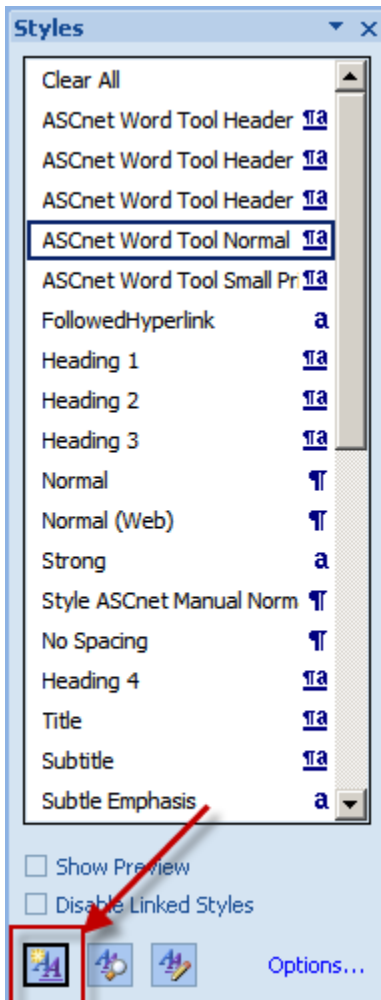 Styles
Clear All
ASCnet Word Tool Header ¶a
ASCnet Word Tool Header ¶a
ASCnet Word Tool Header ¶a
ASCnet Word Tool Normal ¶a
ASCnet Word Tool Small Pri ¶a
FollowedHyperlink a
Heading 1 ¶a
Heading 2 ¶a
Heading 3 ¶a
Normal ¶
Normal (Web) ¶
Strong a
Style ASCnet Manual Norm ¶
No Spacing ¶
Heading 4 ¶a
Title ¶a
Subtitle ¶a
Subtle Emphasis a
Show Preview
Disable Linked Styles
Options...